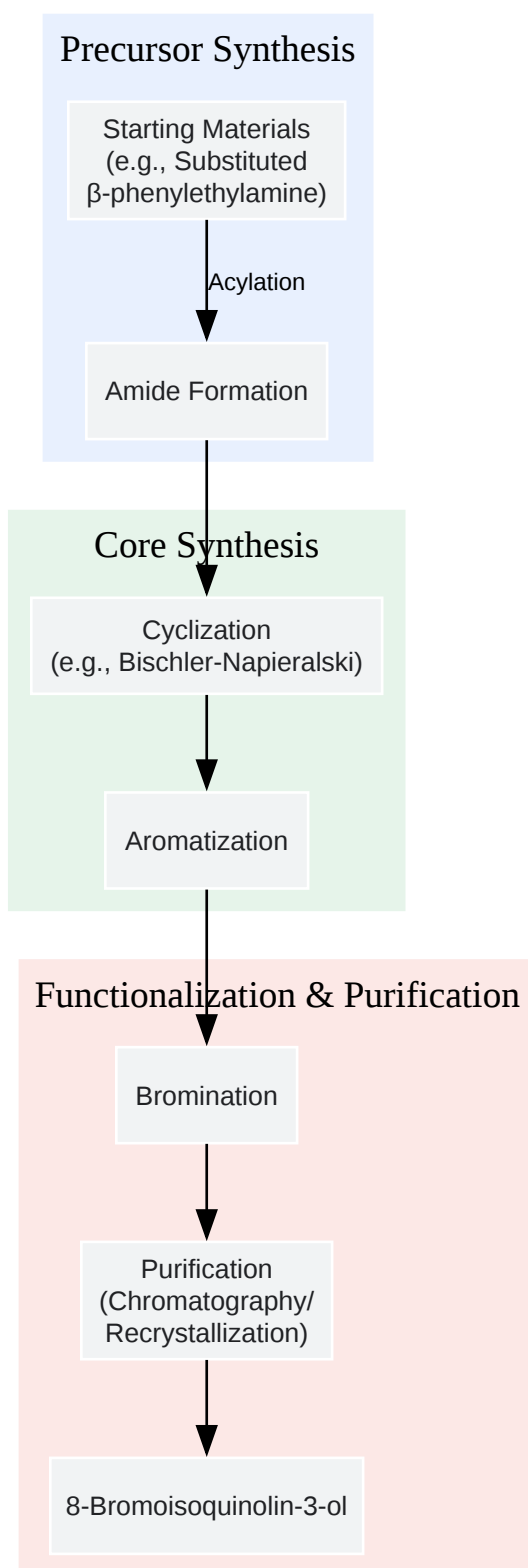 Precursor Synthesis
Starting Materials
(e.g., Substituted
β-phenylethylamine)
Acylation
Amide Formation
Core Synthesis
Cyclization
(e.g., Bischler-Napieralski)
Aromatization
Functionalization & Purification
Bromination
Purification
(Chromatography/
Recrystallization)
8-Bromoisoquinolin-3-ol